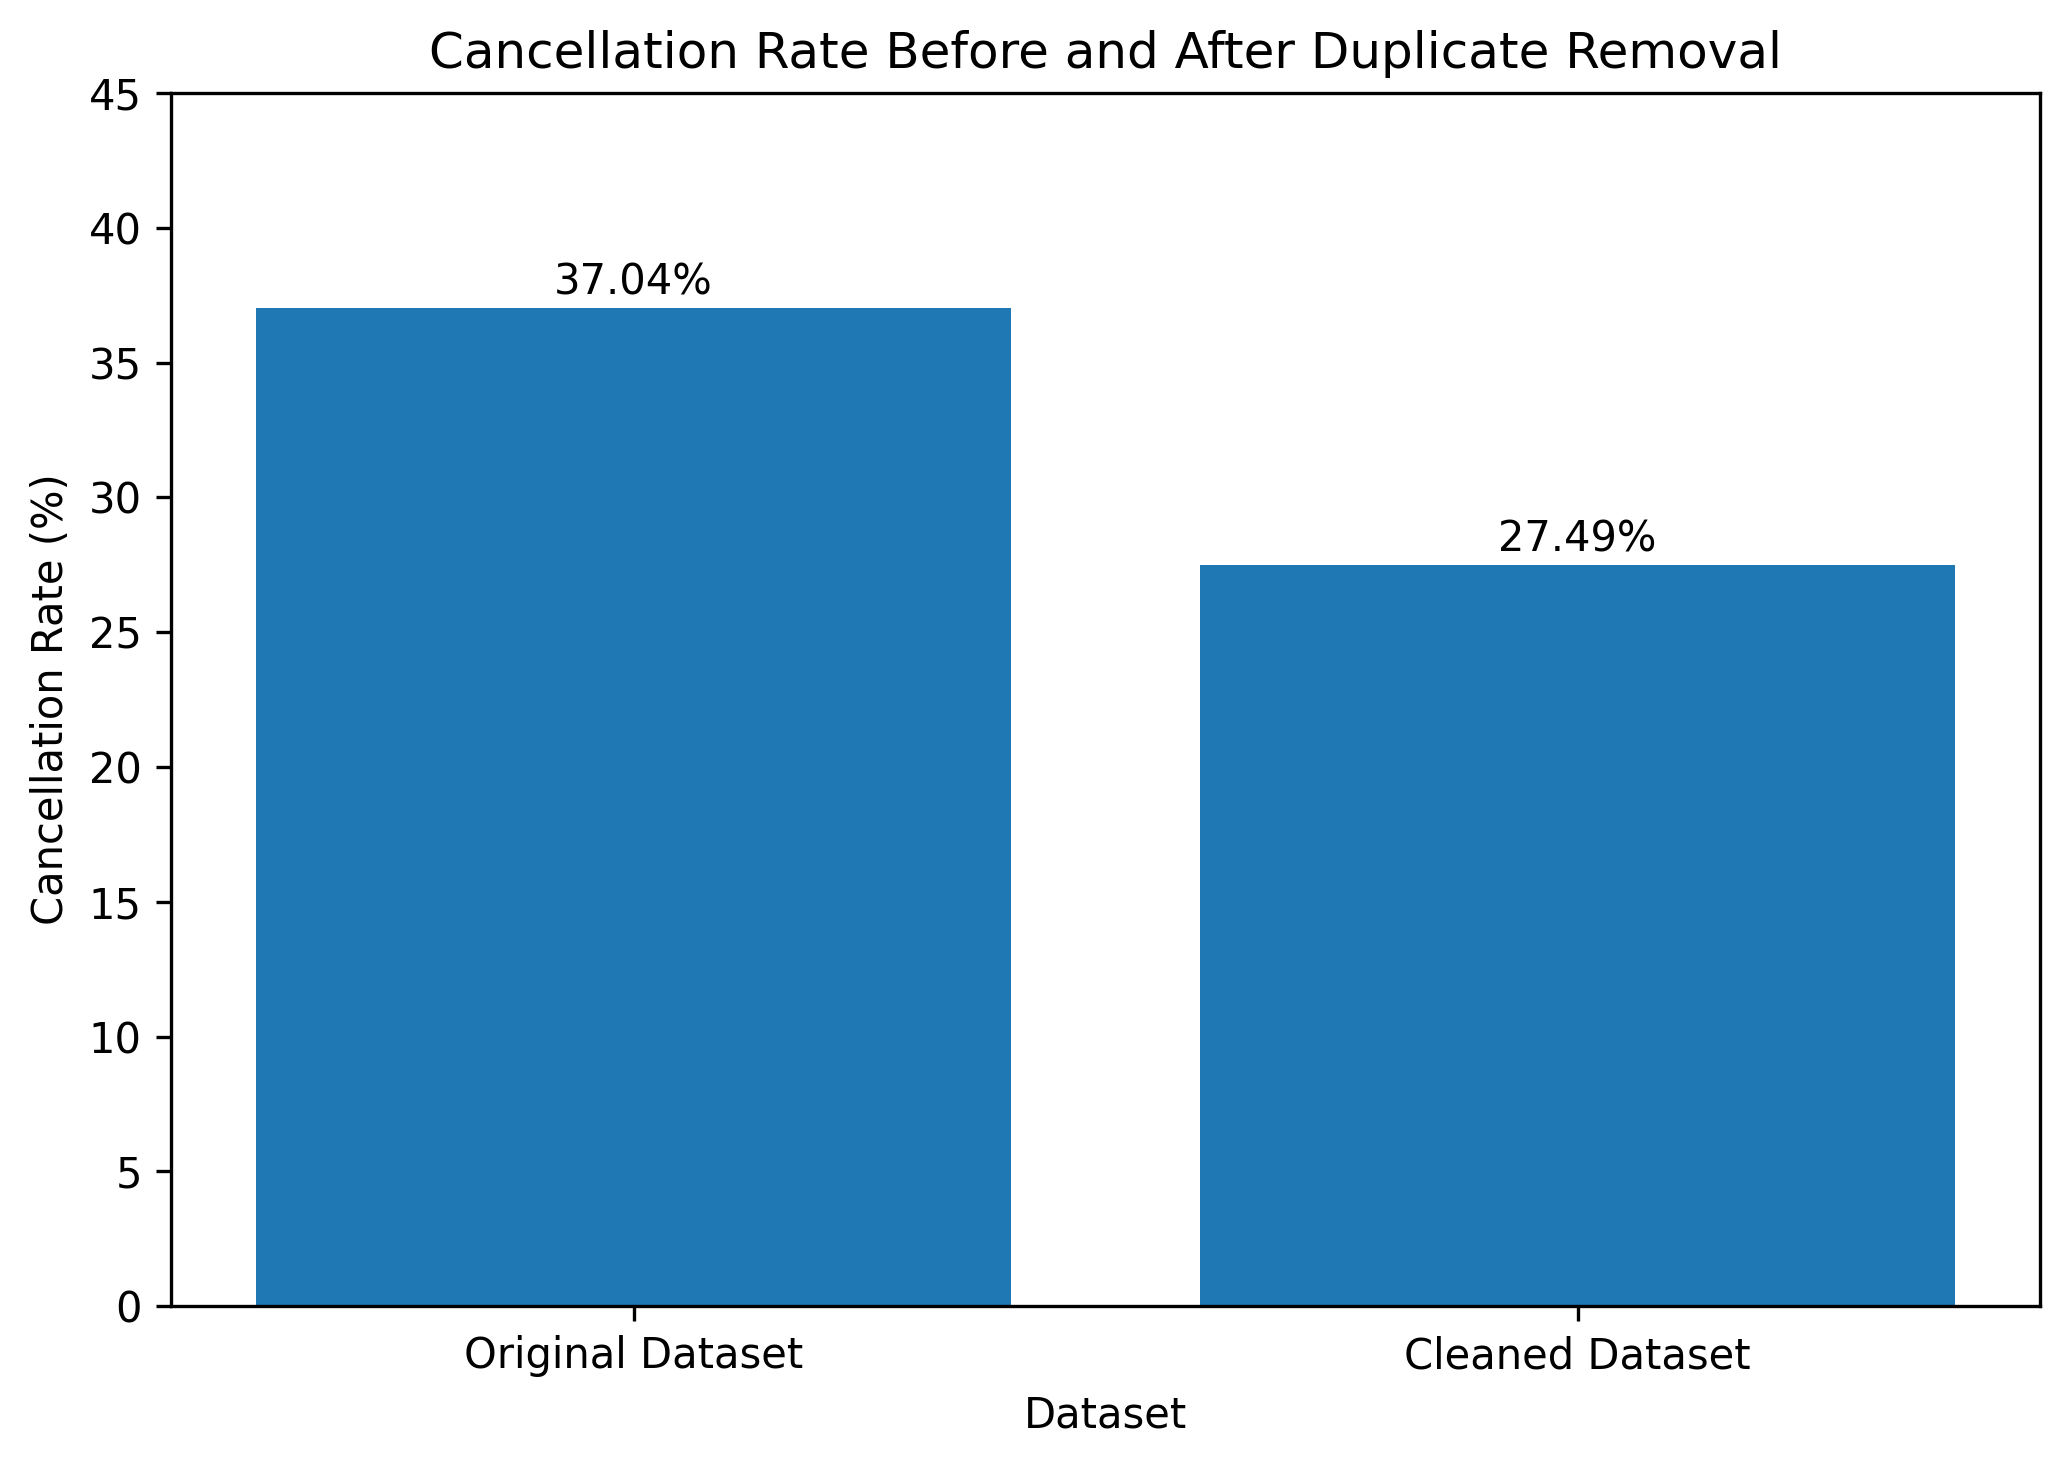 Cancellation Rate Before and After Duplicate Removal
Cancellation Rate (%)
45
40
35
30
25
20
15
10
5
0
37.04%
27.49%
Original Dataset
Cleaned Dataset
Dataset